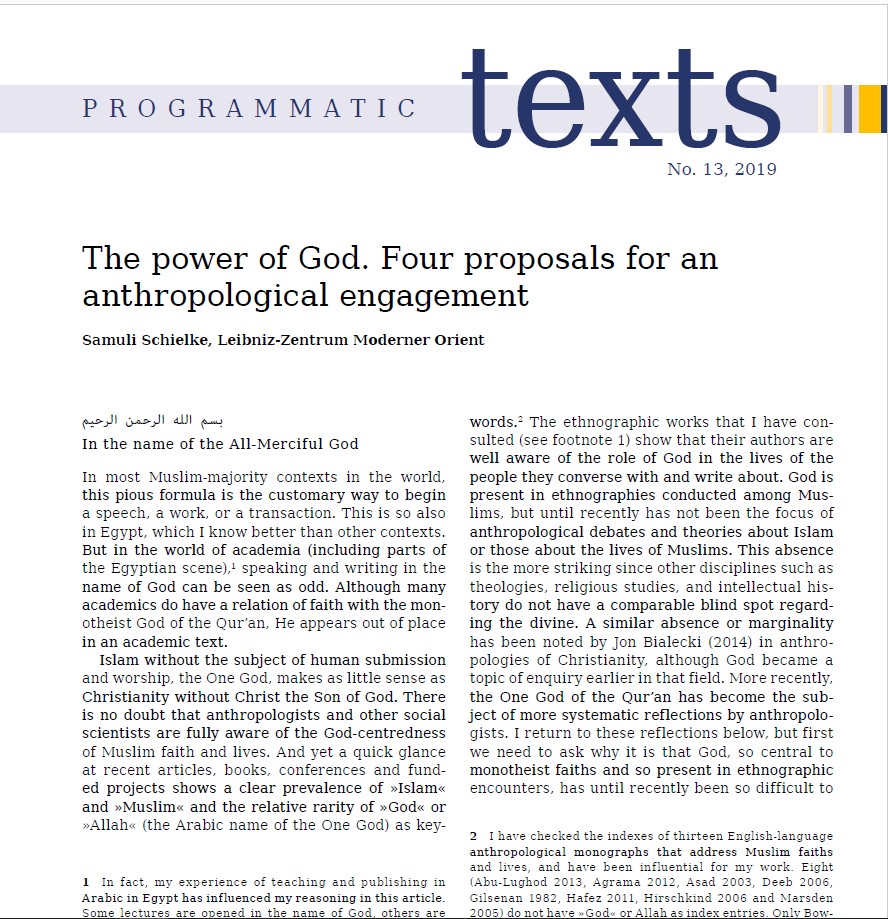 PROGRAMMATIC texts
No. 13, 2019
The power of God. Four proposals for an
anthropological engagement
Samuli Schielke, Leibniz-Zentrum Moderner Orient
بسم الله الرحمن الرحيم
In the name of the All-Merciful God
In most Muslim-majority contexts in the world,
this pious formula is the customary way to begin
a speech, a work, or a transaction. This is so also
in Egypt, which I know better than other contexts.
But in the world of academia (including parts of
the Egyptian scene),¹ speaking and writing in the
name of God can be seen as odd. Although many
academics do have a relation of faith with the mon-
otheist God of the Qur’an, He appears out of place
in an academic text.
Islam without the subject of human submission
and worship, the One God, makes as little sense as
Christianity without Christ the Son of God. There
is no doubt that anthropologists and other social
scientists are fully aware of the God-centredness
of Muslim faith and lives. And yet a quick glance
at recent articles, books, conferences and fund-
ed projects shows a clear prevalence of »Islam«
and »Muslim« and the relative rarity of »God« or
»Allah« (the Arabic name of the One God) as key-
1 In fact, my experience of teaching and publishing in
Arabic in Egypt has influenced my reasoning in this article.
Some lectures are opened in the name of God, others are
words.² The ethnographic works that I have con-
sulted (see footnote 1) show that their authors are
well aware of the role of God in the lives of the
people they converse with and write about. God is
present in ethnographies conducted among Mus-
lims, but until recently has not been the focus of
anthropological debates and theories about Islam
or those about the lives of Muslims. This absence
is the more striking since other disciplines such as
theologies, religious studies, and intellectual his-
tory do not have a comparable blind spot regard-
ing the divine. A similar absence or marginality
has been noted by Jon Bialecki (2014) in anthro-
pologies of Christianity, although God became a
topic of enquiry earlier in that field. More recently,
the One God of the Qur’an has become the sub-
ject of more systematic reflections by anthropolo-
gists. I return to these reflections below, but first
we need to ask why it is that God, so central to
monotheist faiths and so present in ethnographic
encounters, has until recently been so difficult to
2 I have checked the indexes of thirteen English-language
anthropological monographs that address Muslim faiths
and lives, and have been influential for my work. Eight
(Abu-Lughod 2013, Agrama 2012, Asad 2003, Deeb 2006,
Gilsenan 1982, Hafez 2011, Hirschkind 2006 and Marsden
2005) do not have »God« or Allah as index entries. Only Bow-